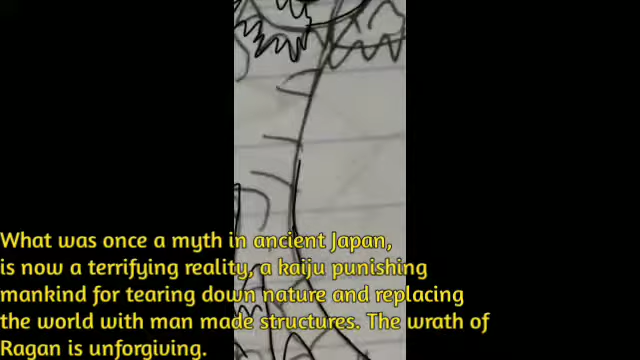 What was once a myth in ancient Japan,
is now a terrifying reality, a kaiju punishing
mankind for tearing down nature and replacing
the world with man made structures. The wrath of
Ragan is unforgiving.